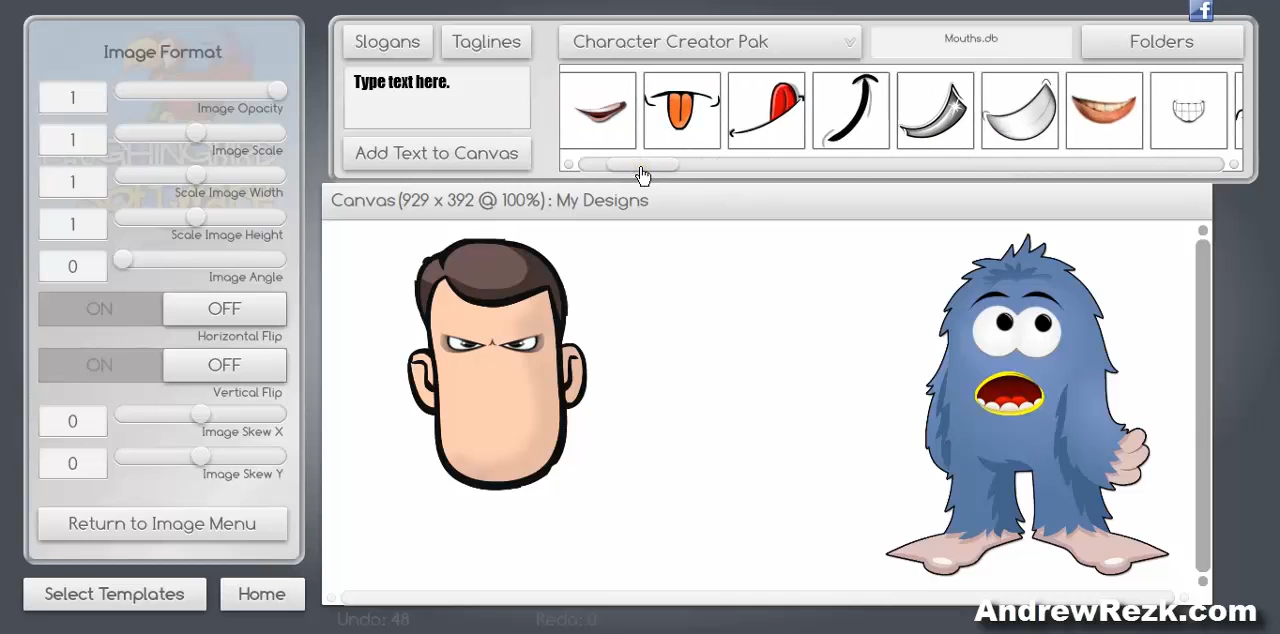 Image Format
1
Image Opacity
1
Image Scale
1
Scale Image Width
1
Scale Image Height
0
Image Angle
ON OFF
Horizontal Flip
ON OFF
Vertical Flip
0
Image Skew X
0
Image Skew Y
Return to Image Menu
Select Templates
Home
Slogans
Taglines
Type text here.
Add Text to Canvas
Character Creator Pak
Mouths.db
Folders
f
Canvas (929 x 392 @ 100%) : My Designs
Undo: 48
Redo: 0
AndrewRezk.com